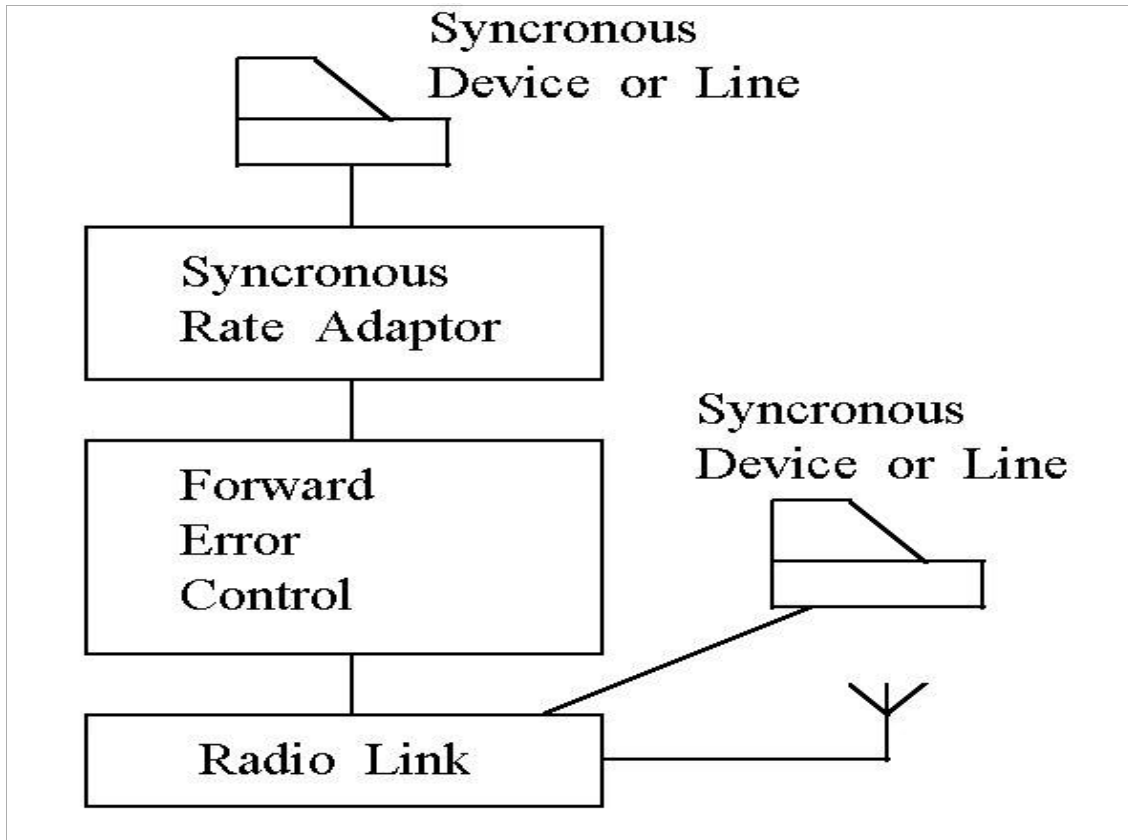 Syncronous
Device or Line
Syncronous
Rate Adaptor
Syncronous
Device or Line
Forward
Error
Control
Radio Link